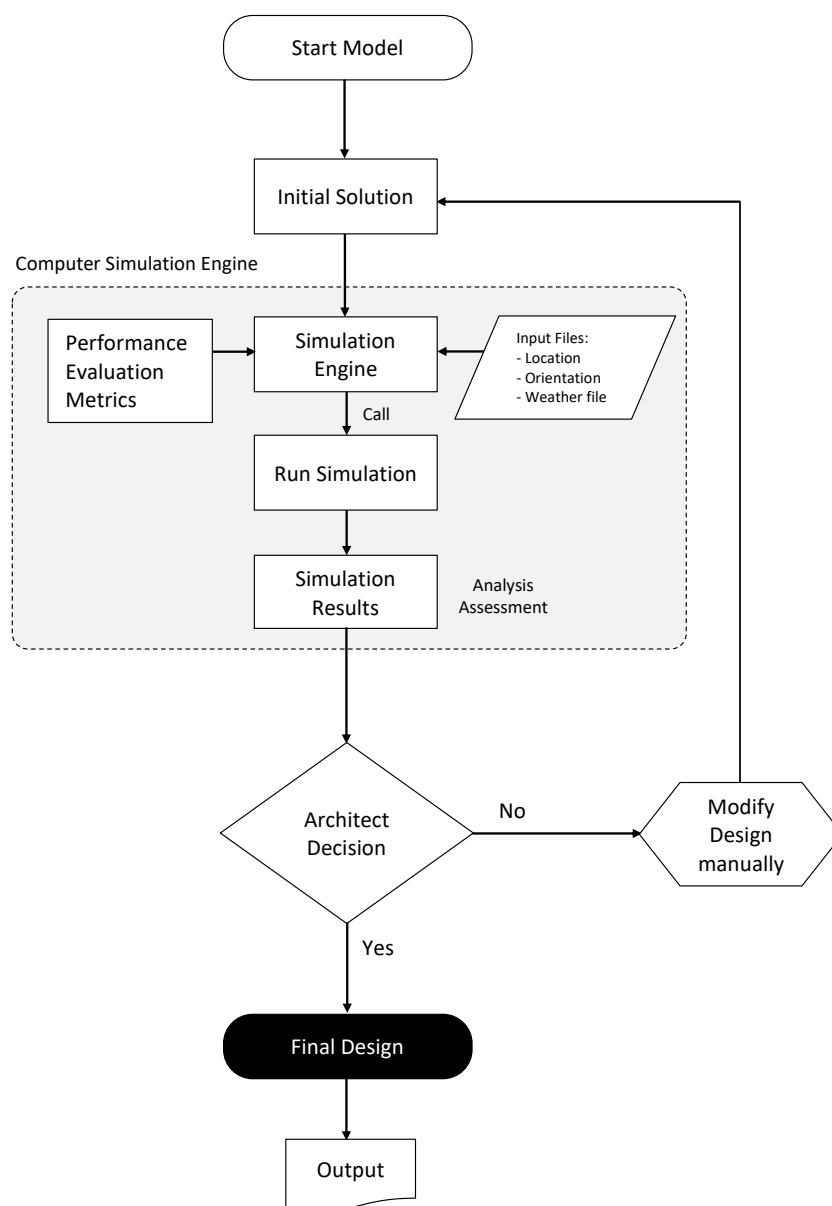 Start Model
Initial Solution
Computer Simulation Engine
Performance
Evaluation
Metrics
Simulation
Engine
Input Files:
- Location
- Orientation
- Weather file
Call
Run Simulation
Simulation
Results
Analysis
Assessment
Architect
Decision
No
Modify
Design
manually
Yes
Final Design
Output